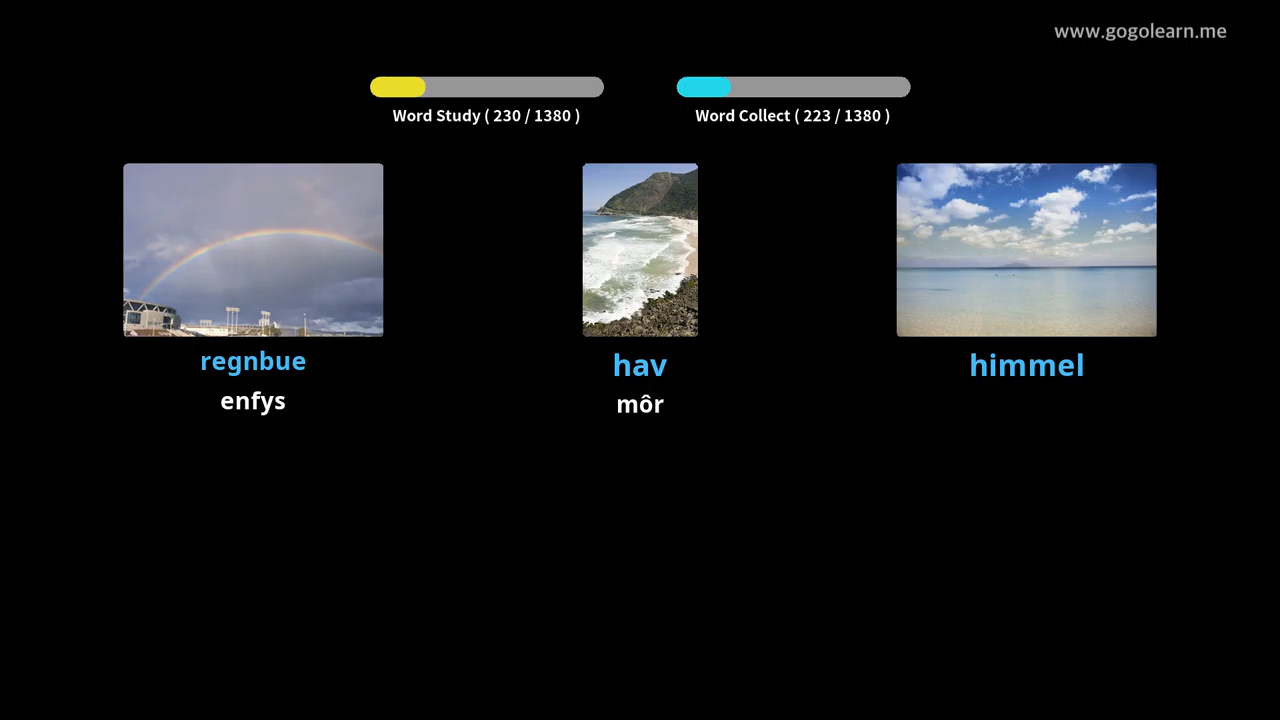 www.gogolearn.me
Word Study ( 230 / 1380 )
Word Collect ( 223 / 1380 )
regnbue
enfys
hav
môr
himmel